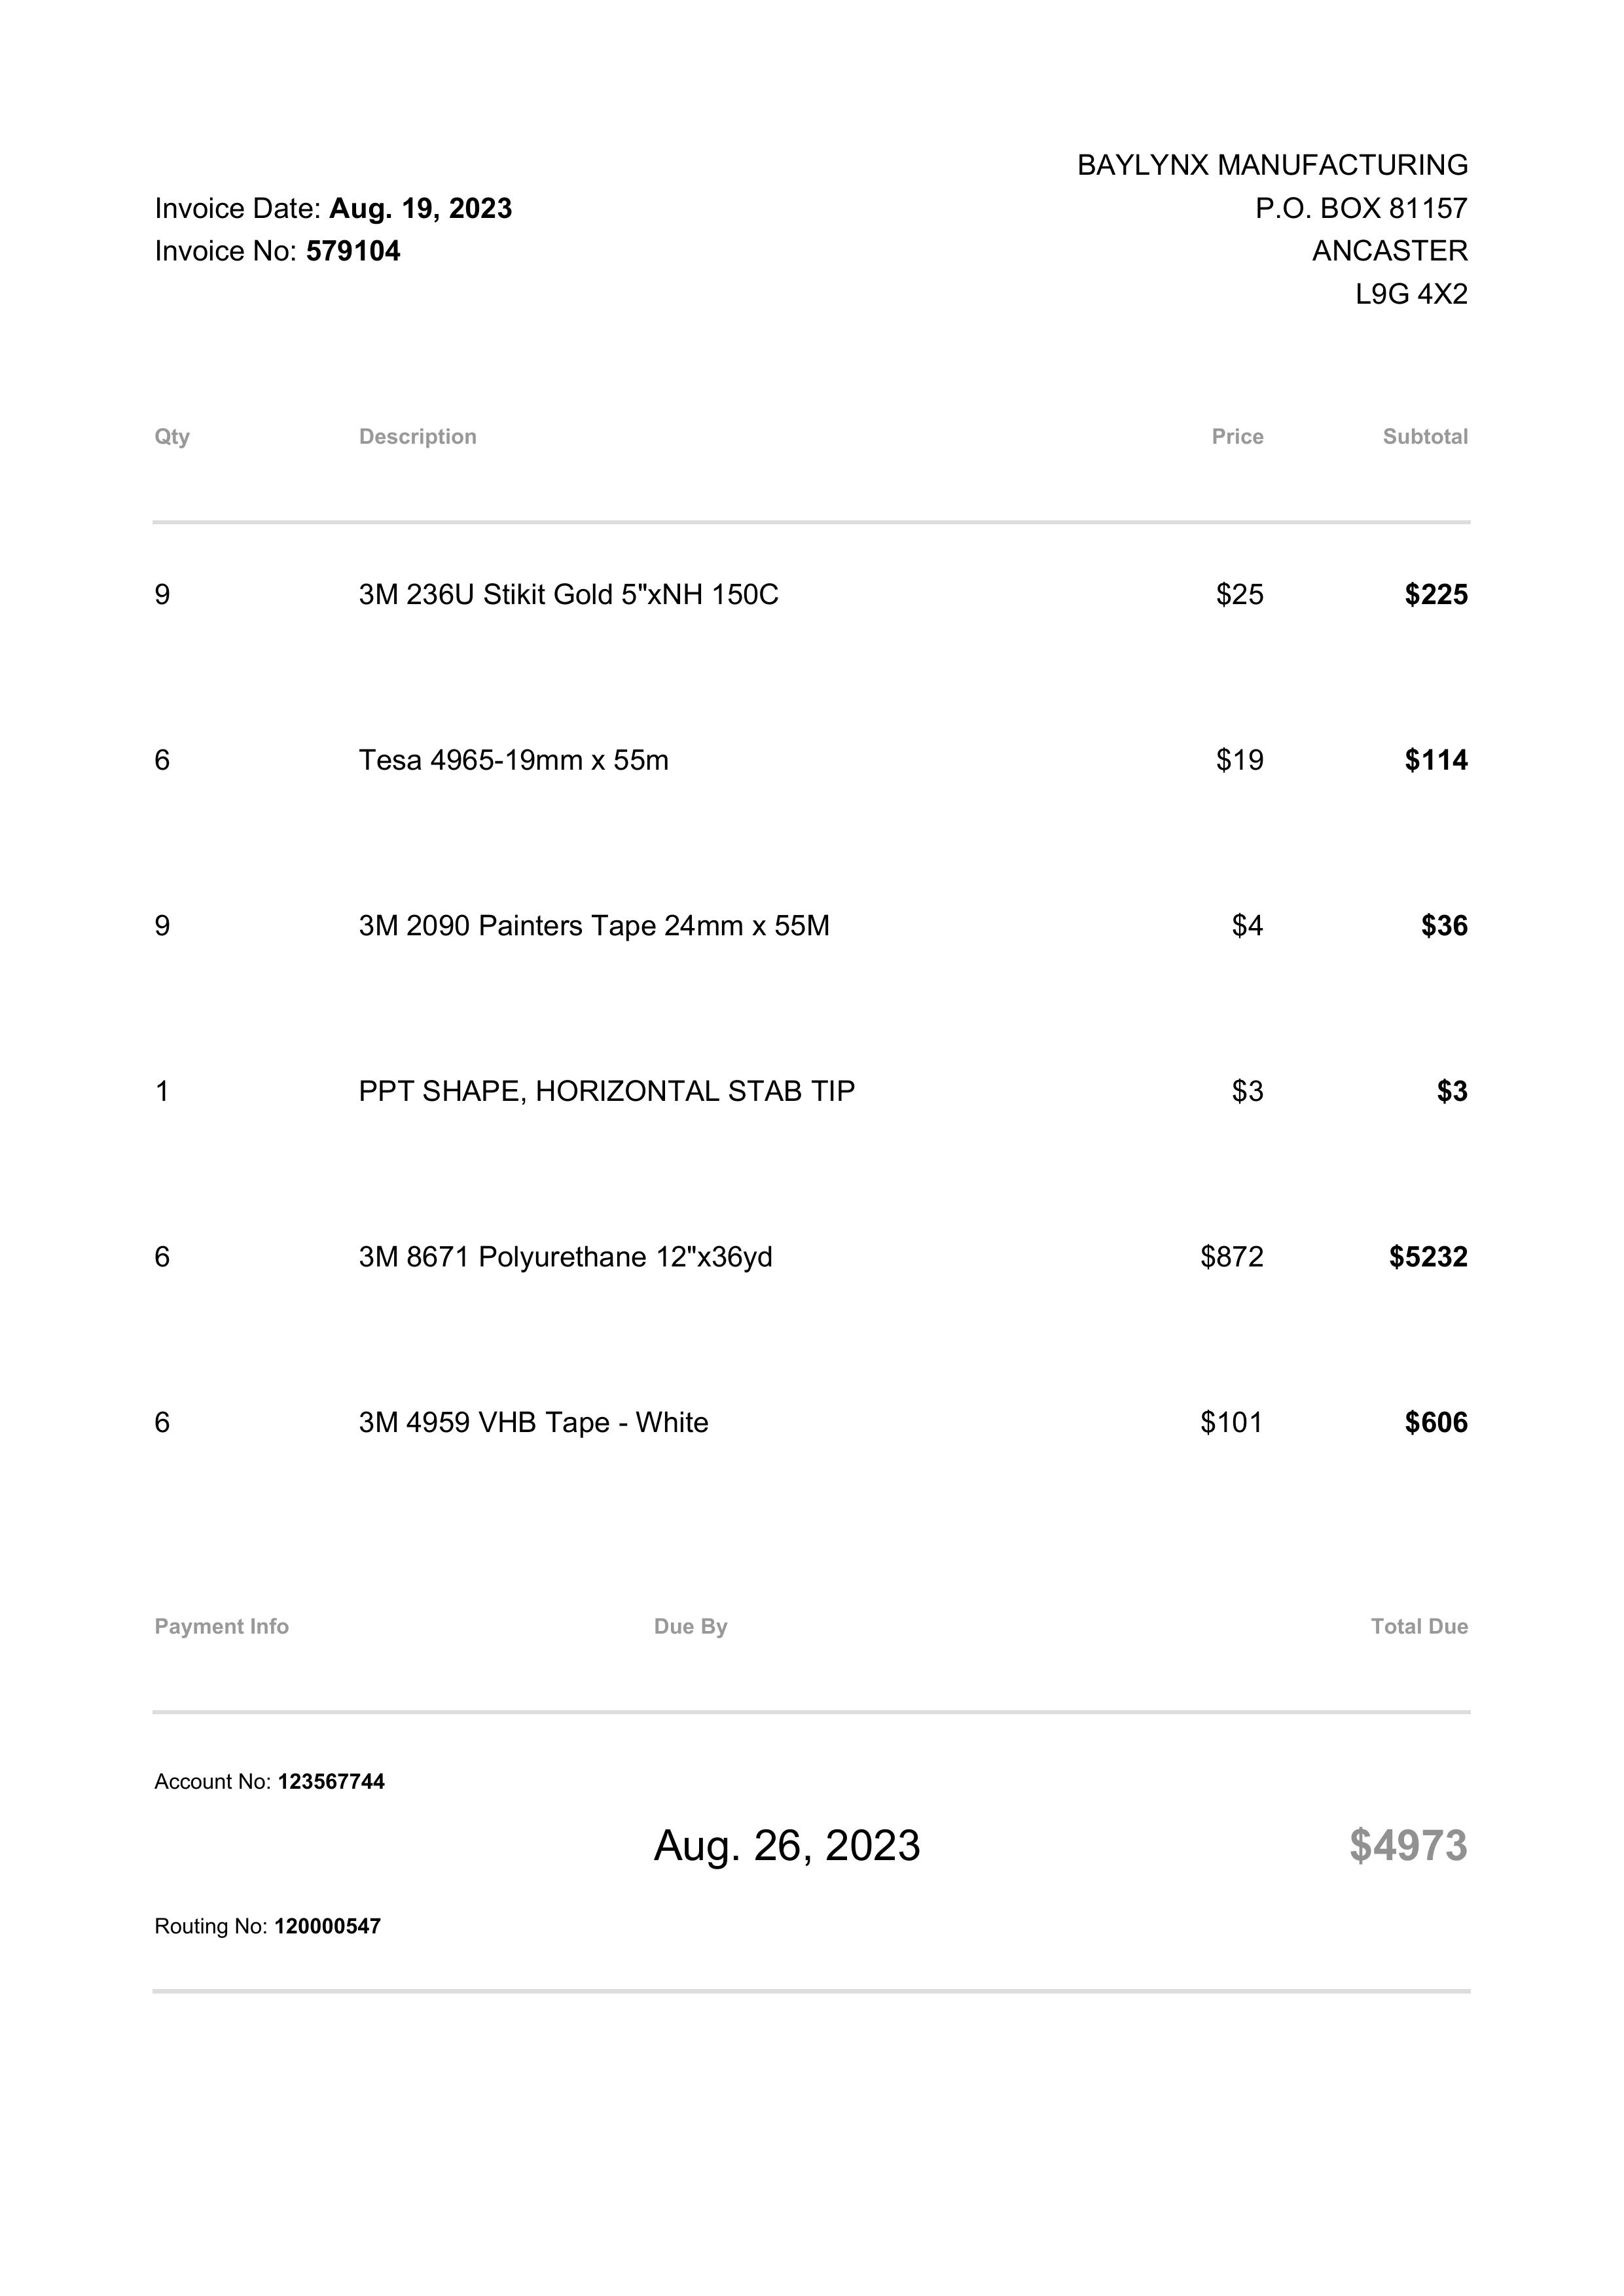 BAYLYNX MANUFACTURING
Invoice Date: Aug. 19, 2023 P.O. BOX 81157
Invoice No: 579104 ANCASTER
L9G 4X2
Qty Description Price Subtotal
9 3M 236U Stikit Gold 5"xNH 150C $25 $225
6 Tesa 4965-19mm x 55m $19 $114
9 3M 2090 Painters Tape 24mm x 55M $4 $36
1 PPT SHAPE, HORIZONTAL STAB TIP $3 $3
6 3M 8671 Polyurethane 12"x36yd $872 $5232
6 3M 4959 VHB Tape - White $101 $606
Payment Info Due By Total Due
Account No: 123567744
Aug. 26, 2023 $4973
Routing No: 120000547